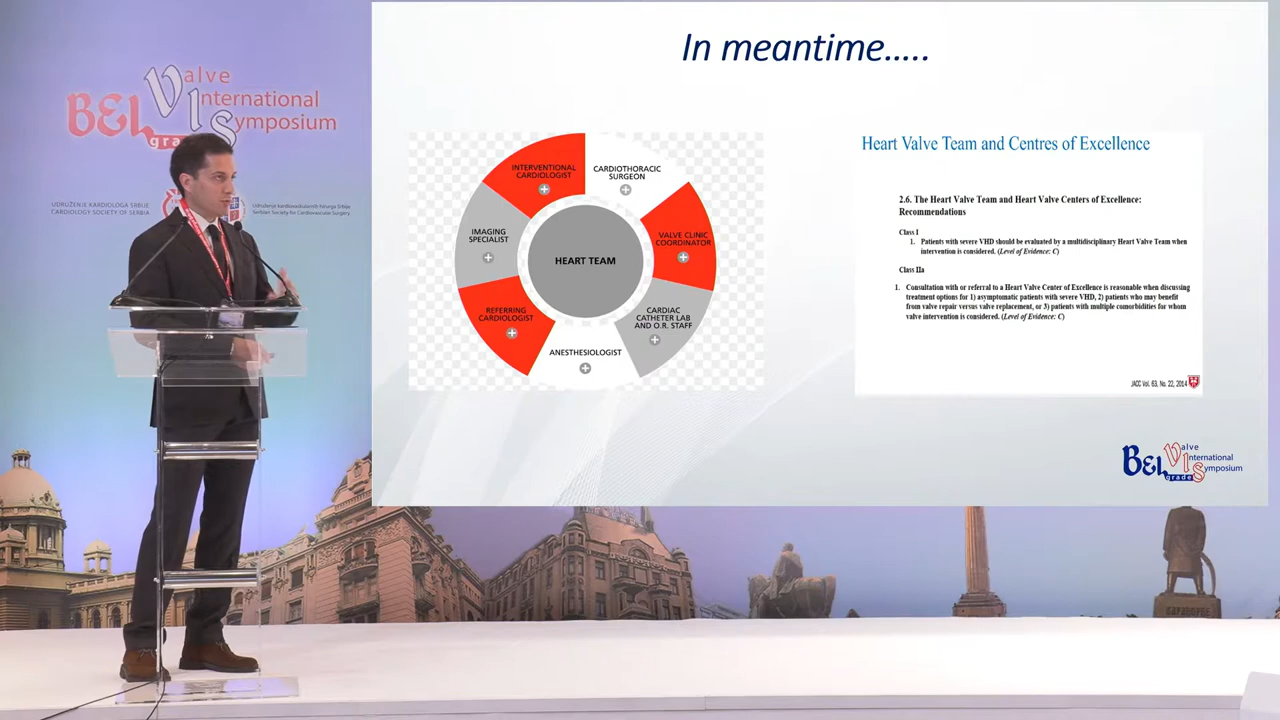 In meantime.....
BEL
grade
Valve
International
Symposium
UDRUŽENJE KARDIOLOGA SRBIJE
CARDIOLOGY SOCIETY OF SERBIA
Serbian Society for Cardiovascular Surgery
INTERVENTIONAL
CARDIOLOGIST
CARDIOTHORACIC
SURGEON
VALVE CLINIC
COORDINATOR
CARDIAC
CATHETER LAB
AND O.R. STAFF
ANESTHESIOLOGIST
REFERRING
CARDIOLOGIST
IMAGING
SPECIALIST
HEART TEAM
Heart Valve Team and Centres of Excellence
2.6. The Heart Valve Team and Heart Valve Centers of Excellence:
Recommendations
Class I
1. Patients with severe VHD should be evaluated by a multidisciplinary Heart Valve Team when
intervention is considered. (Level of Evidence: C)
Class IIa
1. Consultation with or referral to a Heart Valve Center of Excellence is reasonable when discussing
treatment options for 1) asymptomatic patients with severe VHD, 2) patients who may benefit
from valve repair versus valve replacement, or 3) patients with multiple comorbidities for whom
valve intervention is considered. (Level of Evidence: C)
JACC Vol. 63, No. 22, 2014
BEL
grade
Valve
International
Symposium